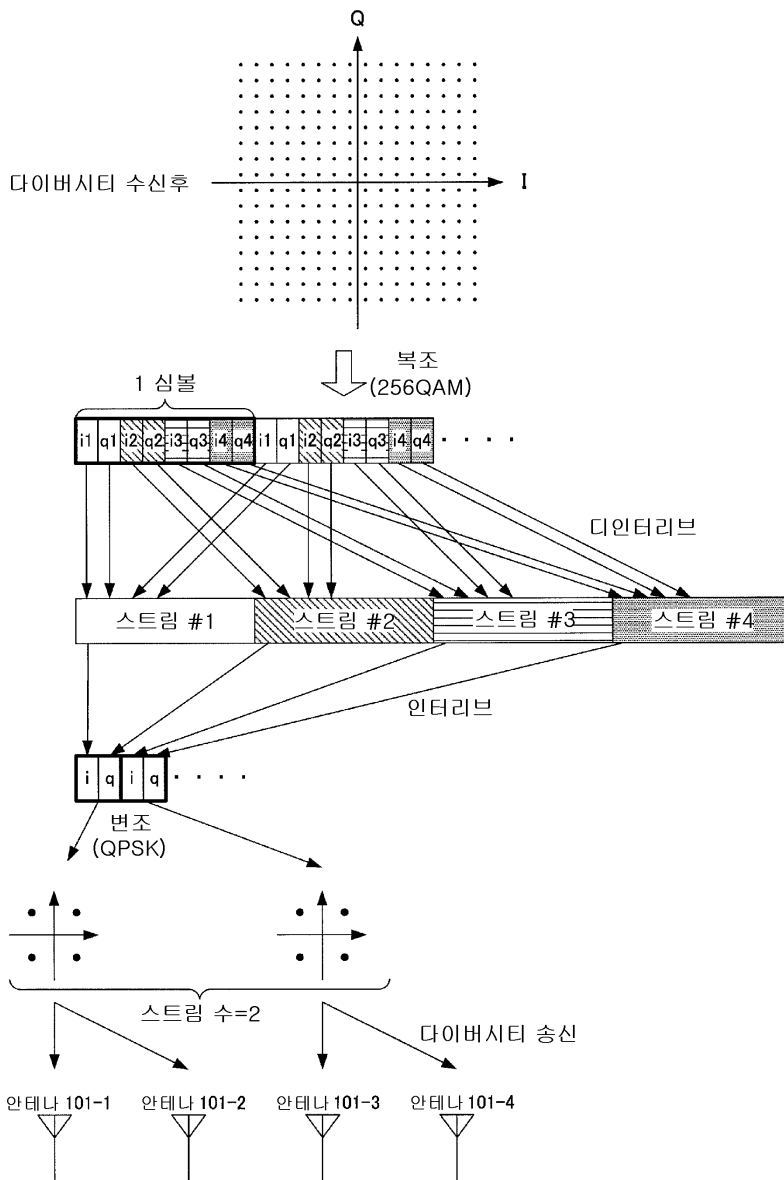 Q
다이버시티 수신후
I
복조
(256QAM)
1 심볼
i1 q1 i2 q2 i3 q3 i4 q4 i1 q1 i2 q2 i3 q3 i4 q4 · · · ·
디인터리브
스트림 #1 스트림 #2 스트림 #3 스트림 #4
인터리브
i q i q · · · ·
변조
(QPSK)
스트림 수=2
다이버시티 송신
안테나 101-1 안테나 101-2 안테나 101-3 안테나 101-4